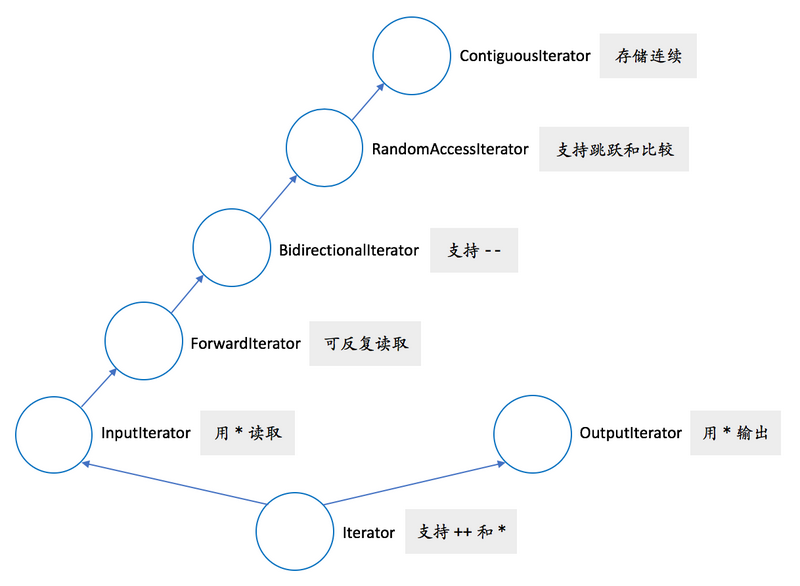 ContiguousIterator 存储连续
RandomAccessIterator 支持跳跃和比较
BidirectionalIterator 支持 --
ForwardIterator 可反复读取
InputIterator 用 * 读取
OutputIterator 用 * 输出
Iterator 支持 ++ 和 *